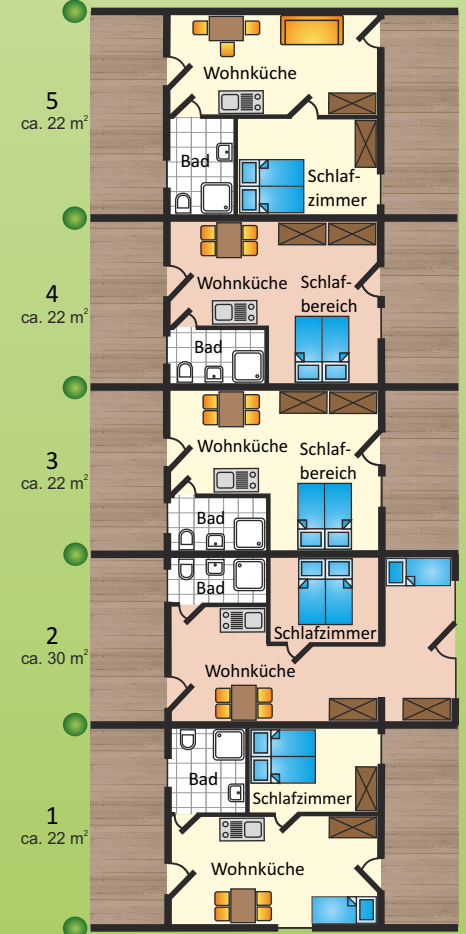 Wohnküche
5
ca. 22 m²
Bad
Schlaf-
zimmer
4
ca. 22 m²
Wohnküche
Schlaf-
bereich
Bad
3
ca. 22 m²
Wohnküche
Schlaf-
bereich
Bad
Bad
2
ca. 30 m²
Schlafzimmer
Wohnküche
Bad
Schlafzimmer
1
ca. 22 m²
Wohnküche